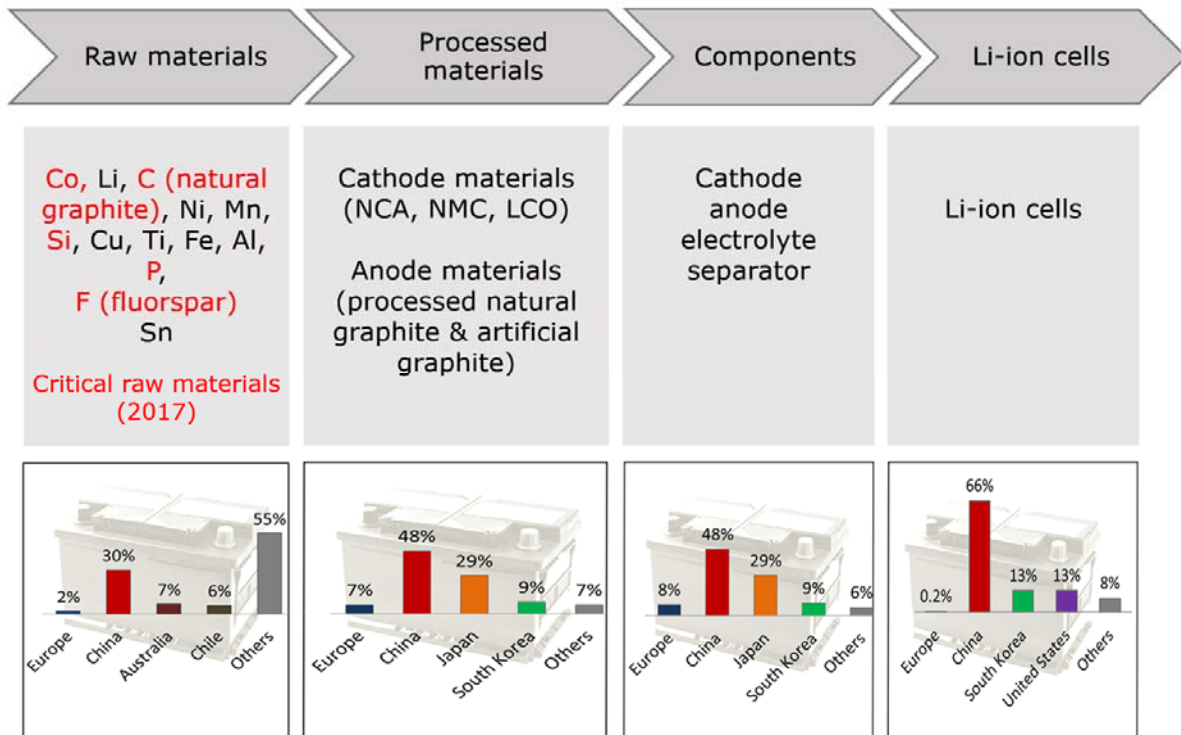 Raw materials
Processed
materials
Components
Li-ion cells
Co, Li, C (natural
graphite), Ni, Mn,
Si, Cu, Ti, Fe, Al,
P,
F (fluorspar)
Sn
Critical raw materials
(2017)
Cathode materials
(NCA, NMC, LCO)
Anode materials
(processed natural
graphite & artificial
graphite)
Cathode
anode
electrolyte
separator
Li-ion cells
2%
30%
7%
6%
55%
Europe
China
Australia
Chile
Others
7%
48%
29%
9%
7%
Europe
China
Japan
South Korea
Others
8%
48%
29%
9%
6%
Europe
China
Japan
South Korea
Others
0.2%
66%
13%
13%
8%
Europe
China
South Korea
United States
Others